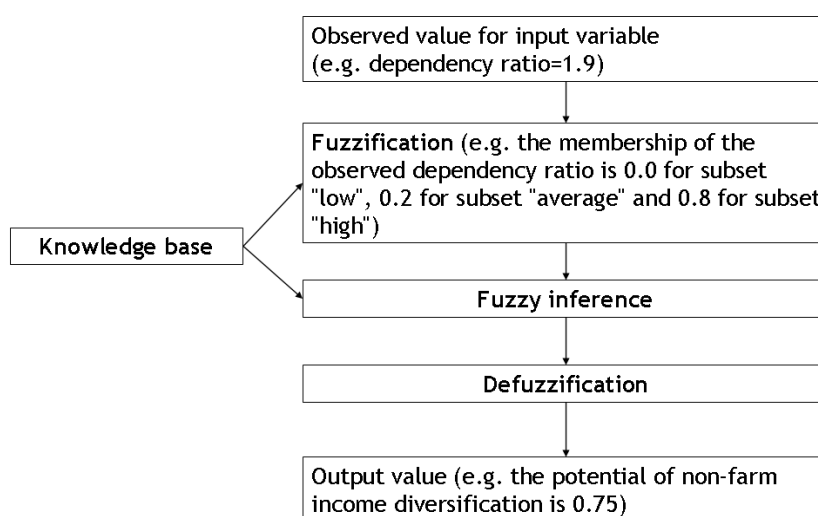 Observed value for input variable
(e.g. dependency ratio=1.9)
Fuzzification (e.g. the membership of the
observed dependency ratio is 0.0 for subset
"low", 0.2 for subset "average" and 0.8 for subset
"high")
Knowledge base
Fuzzy inference
Defuzzification
Output value (e.g. the potential of non-farm
income diversification is 0.75)